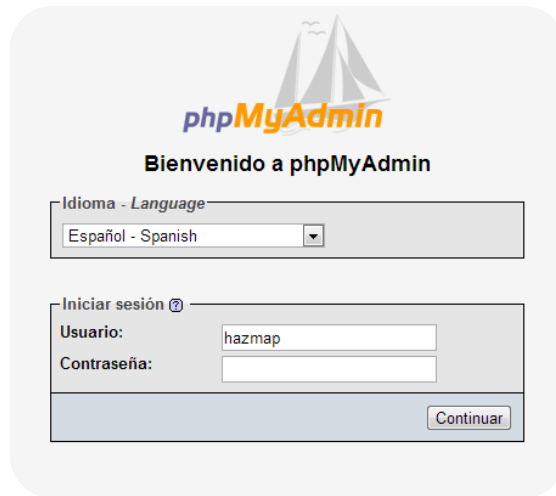 phpMyAdmin
Bienvenido a phpMyAdmin
Idioma - Language
Español - Spanish
Iniciar sesión ?
Usuario: hazmap
Contraseña:
Continuar